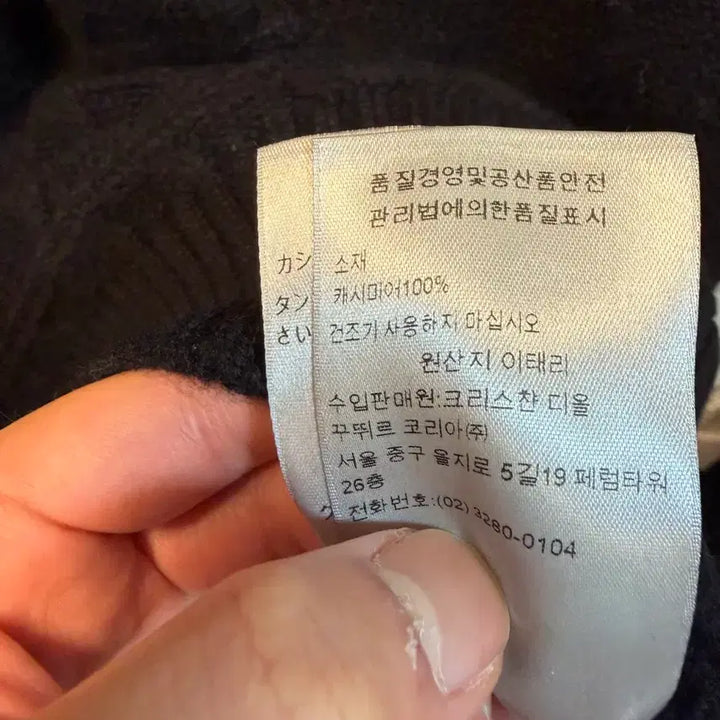 품질경영및공산품안전
관리법에의한품질표시
소재
캐시미어100%
건조기 사용하지 마십시오
원산지 이태리
수입판매원:크리스챤 디올
꾸뛰르 코리아(주)
서울 중구 을지로 5길19 페럼타워
26층
전화번호:(02)3280-0104
カシ
タン
さい